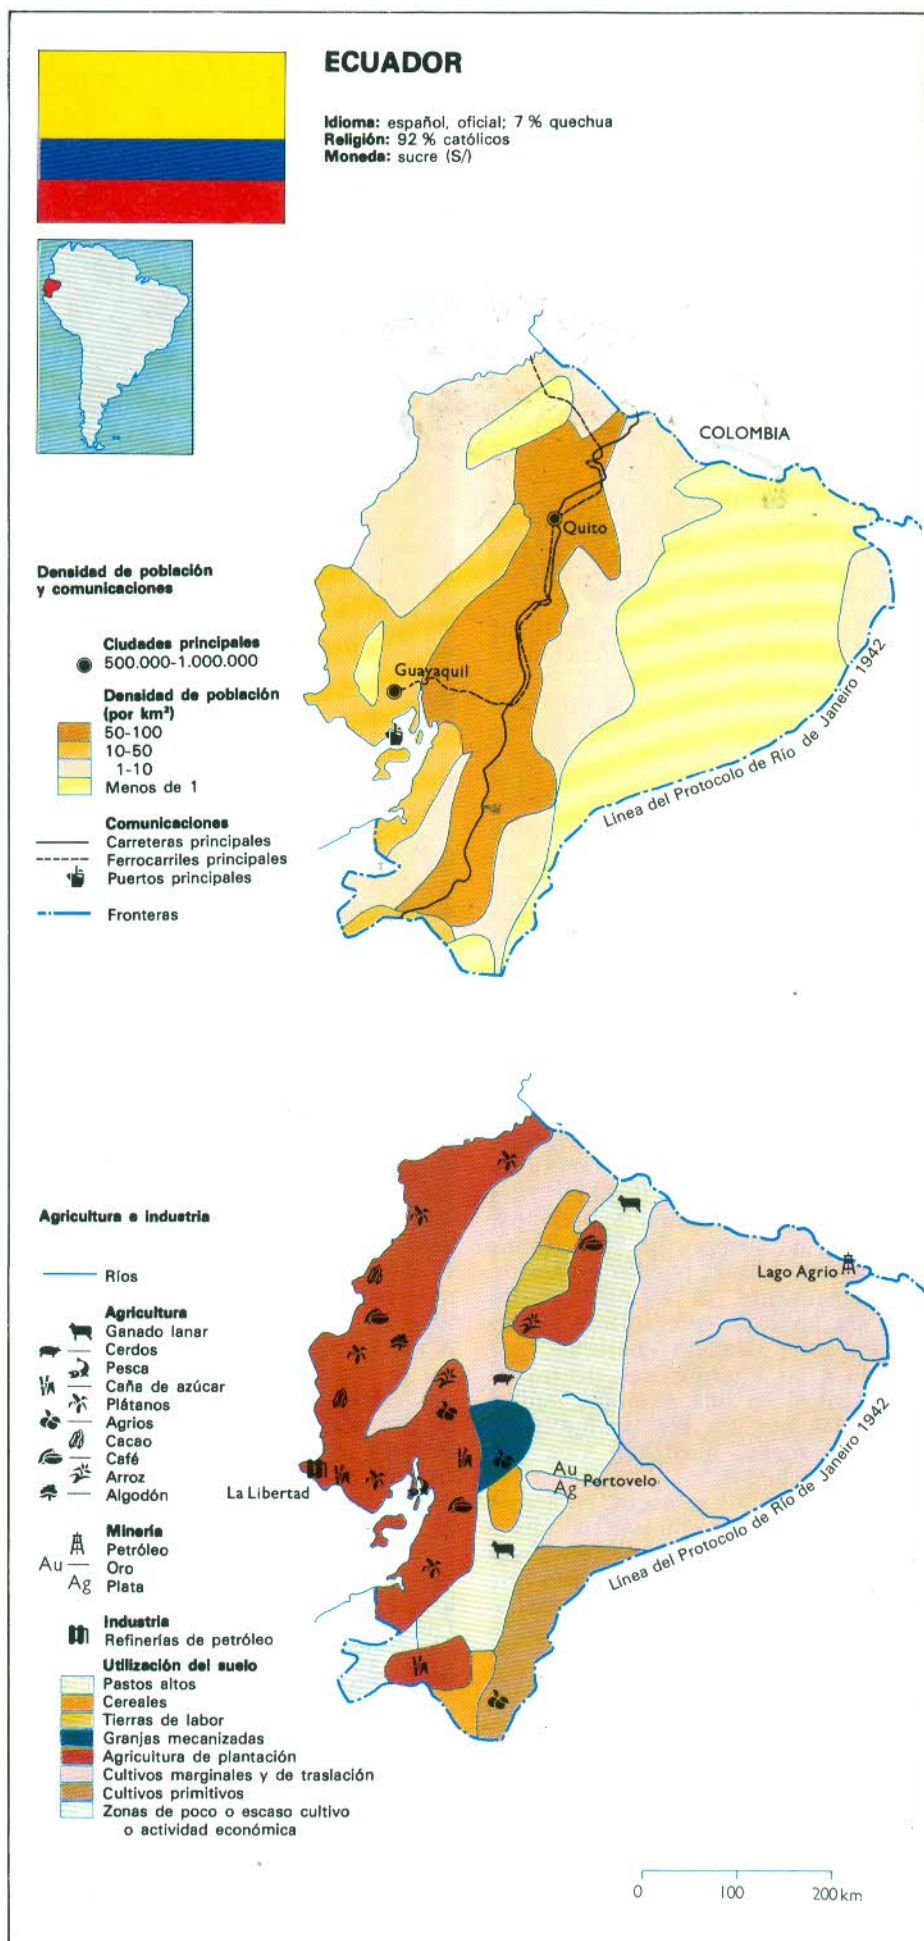 ECUADOR
Idioma: español, oficial; 7 % quechua
Religión: 92 % católicos
Moneda: sucre (S/)
COLOMBIA
Quito
Guayaquil
Línea del Protocolo de Río de Janeiro 1942
Densidad de población
y comunicaciones
Ciudades principales
500.000-1.000.000
Densidad de población
(por km²)
50-100
10-50
1-10
Menos de 1
Comunicaciones
Carreteras principales
Ferrocarriles principales
Puertos principales
Fronteras
Agricultura e industria
Ríos
Agricultura
Ganado lanar
Cerdos
Pesca
Caña de azúcar
Plátanos
Agrios
Cacao
Café
Arroz
Algodón
Minería
Petróleo
Au Oro
Ag Plata
Industria
Refinerías de petróleo
Utilización del suelo
Pastos altos
Cereales
Tierras de labor
Granjas mecanizadas
Agricultura de plantación
Cultivos marginales y de traslación
Cultivos primitivos
Zonas de poco o escaso cultivo
o actividad económica
Lago Agrio
La Libertad
Au
Ag
Portovelo
Línea del Protocolo de Río de Janeiro 1942
0 100 200 km